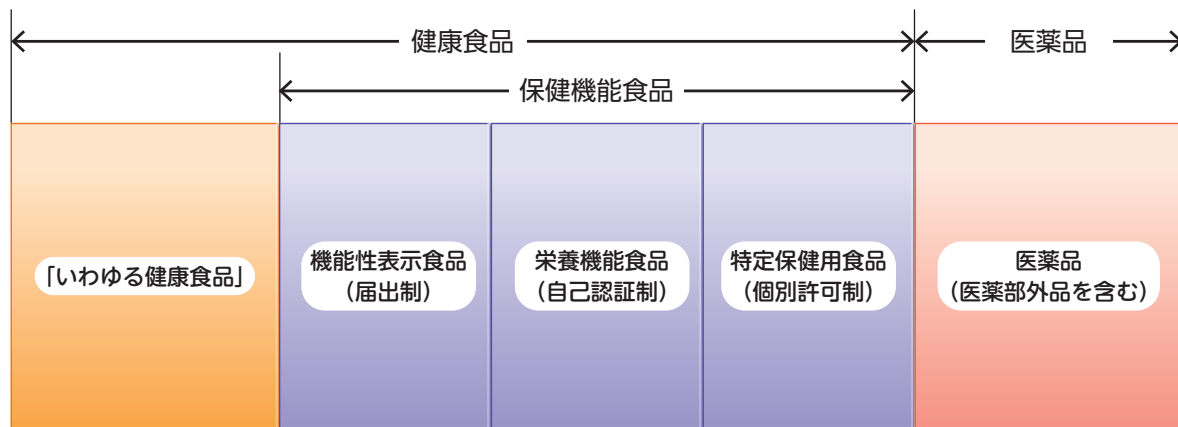 健康食品
医薬品
保健機能食品
「いわゆる健康食品」
機能性表示食品
（届出制）
栄養機能食品
（自己認証制）
特定保健用食品
（個別許可制）
医薬品
（医薬部外品を含む）